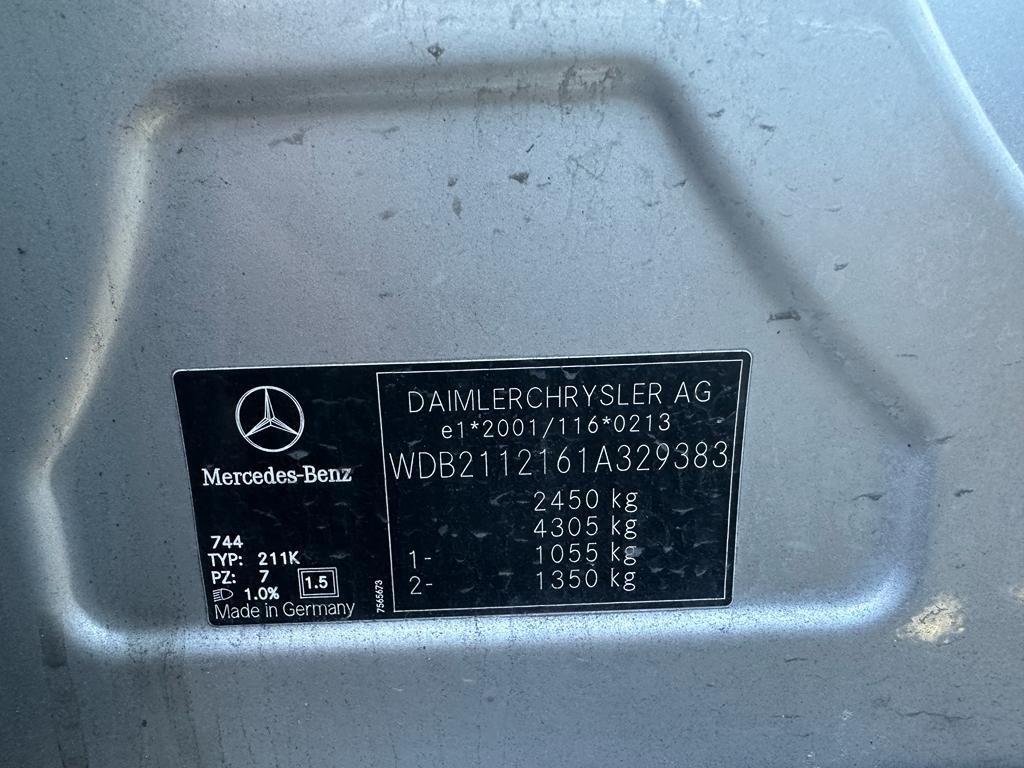 Mercedes-Benz
744
TYP: 211K
PZ: 7
1.0% 1.5
Made in Germany
7565673
DAIMLERCHRYSLER AG
e1*2001/116*0213
WDB2112161A329383
2450 kg
4305 kg
1- 1055 kg
2- 1350 kg